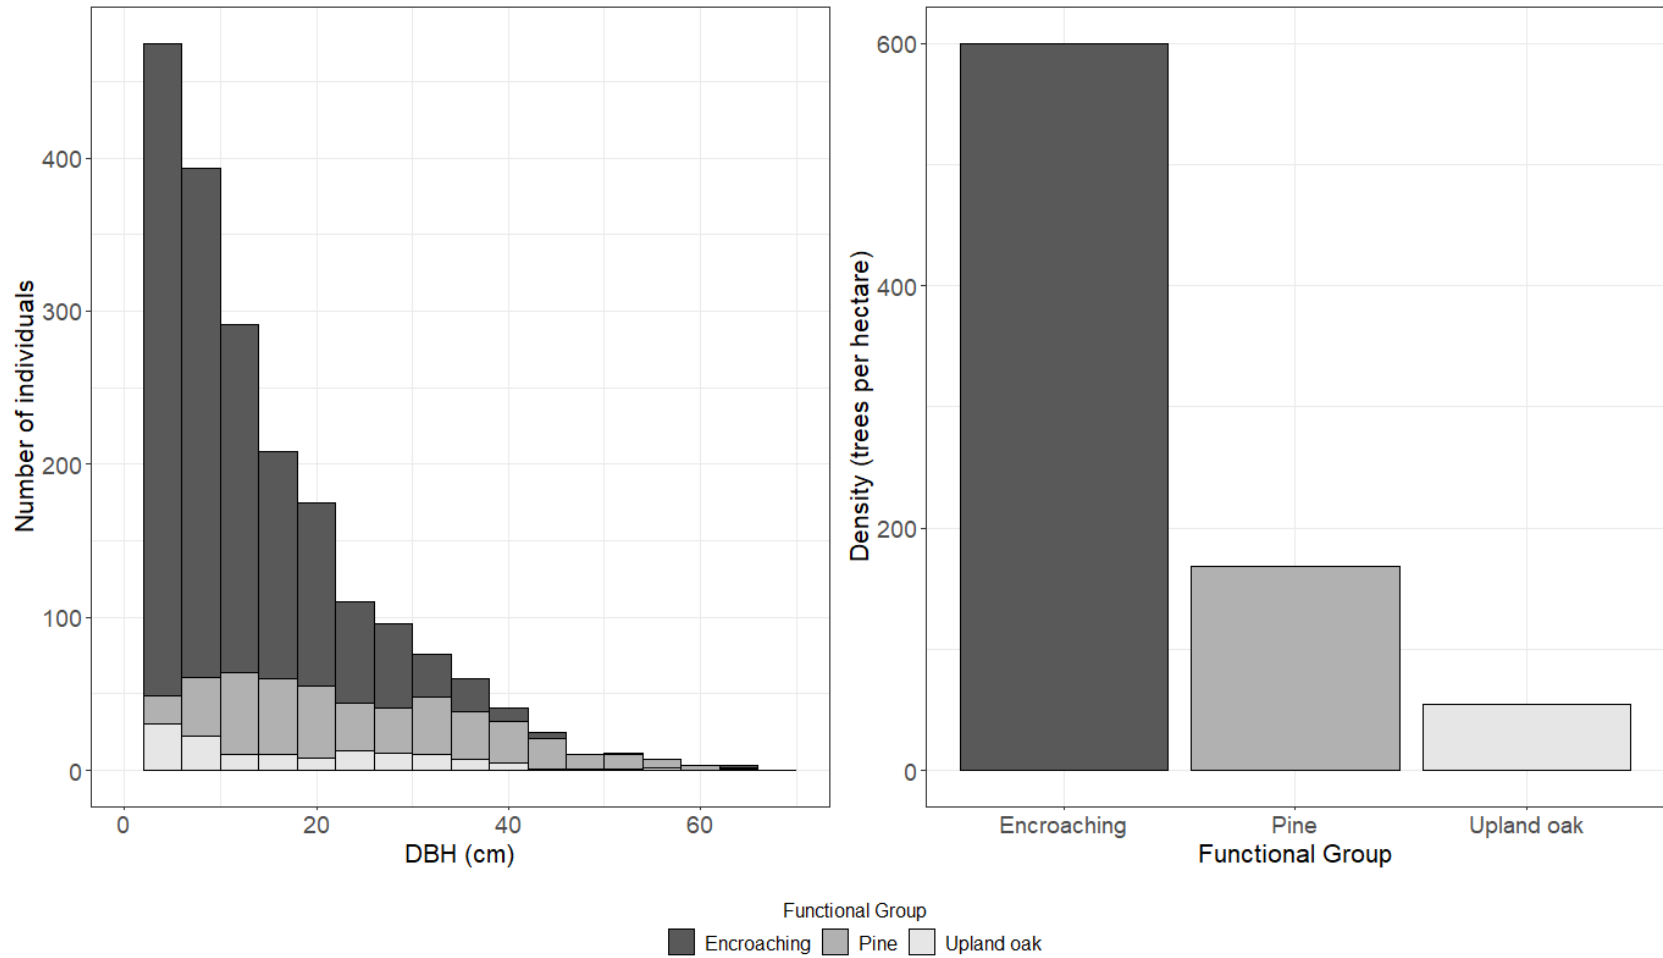 Number of individuals
400
300
200
100
0
0 20 40 60
DBH (cm)
Density (trees per hectare)
600
400
200
0
Encroaching Pine Upland oak
Functional Group
Functional Group
Encroaching Pine Upland oak